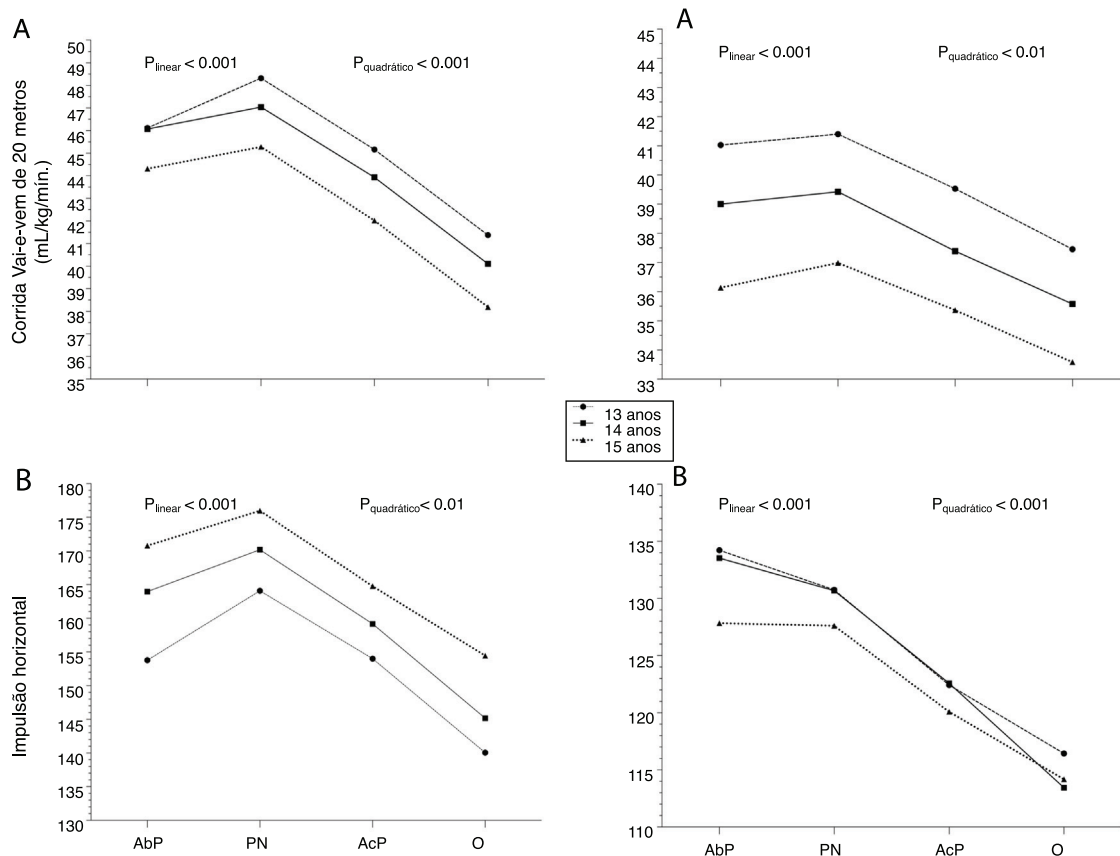 A
50
49
48
47
46
45
44
43
42
41
40
39
38
37
36
35
Corrida Vai-e-vem de 20 metros
(mL/kg/mín.)
Plinear < 0.001
Pquadrático < 0.001
A
45
44
43
42
41
40
39
38
37
36
35
34
33
Plinear < 0.001
Pquadrático < 0.01
13 anos
14 anos
15 anos
B
180
175
170
165
160
155
150
145
140
135
130
Impulsão horizontal
Plinear < 0.001
Pquadrático < 0.01
AbP PN AcP O
B
140
135
130
125
120
115
110
Plinear < 0.001
Pquadrático < 0.001
AbP PN AcP O